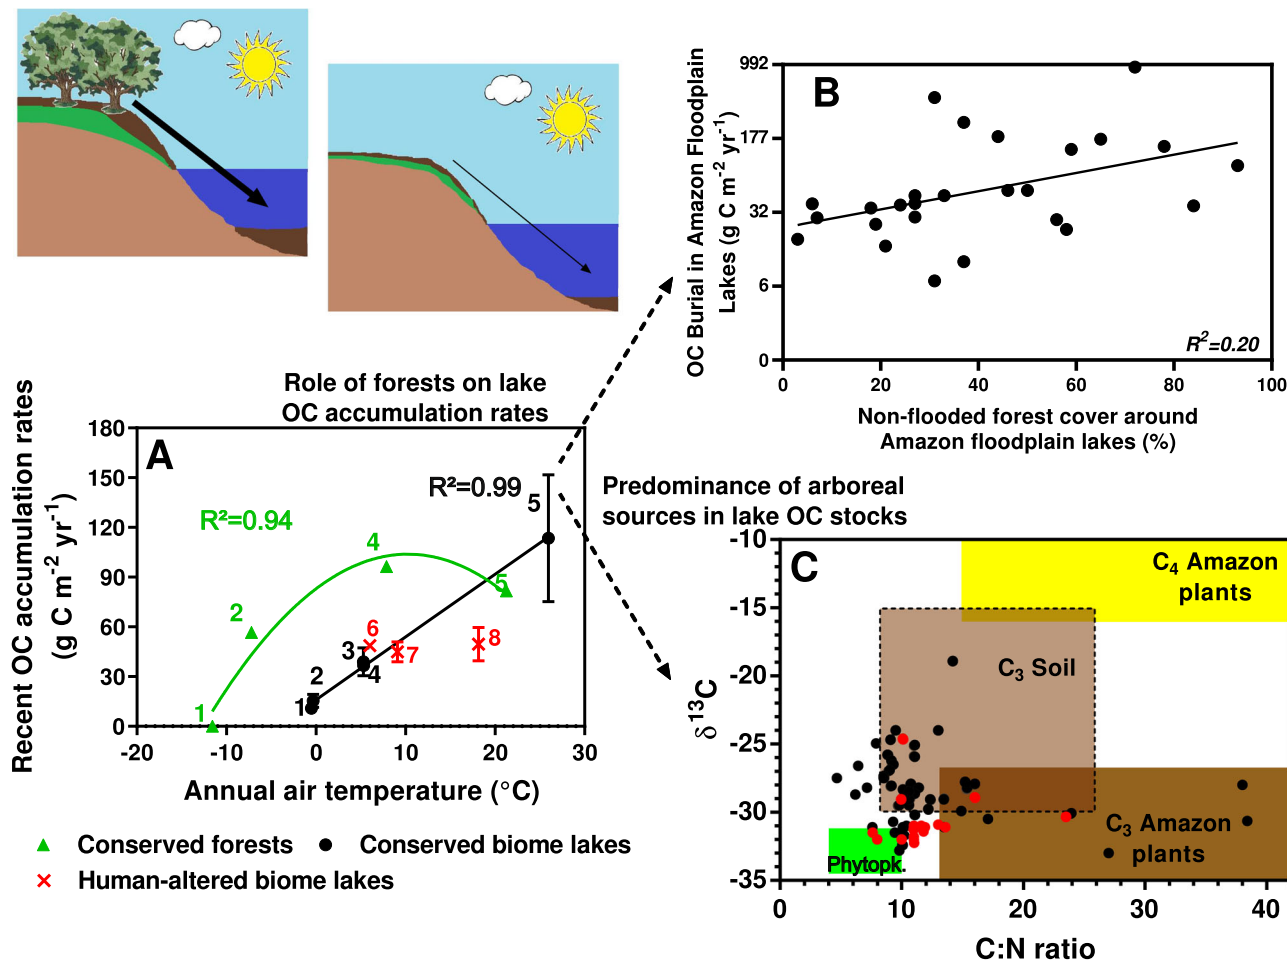 B
OC Burial in Amazon Floodplain
Lakes (g C m⁻² yr⁻¹)
992
177
32
6
0
R²=0.20
0 20 40 60 80 100
Non-flooded forest cover around
Amazon floodplain lakes (%)
Role of forests on lake
OC accumulation rates
A
Recent OC accumulation rates
(g C m⁻² yr⁻¹)
180
150
120
90
60
30
0
R²=0.94
R²=0.99
1
2
4
5
1
2
3
4
5
6
7
8
-20 -10 0 10 20 30
Annual air temperature (°C)
Conserved forests
Conserved biome lakes
Human-altered biome lakes
Predominance of arboreal
sources in lake OC stocks
C
δ¹³C
-10
-15
-20
-25
-30
-35
C₄ Amazon
plants
C₃ Soil
C₃ Amazon
plants
Phytopk.
0 10 20 30 40
C:N ratio